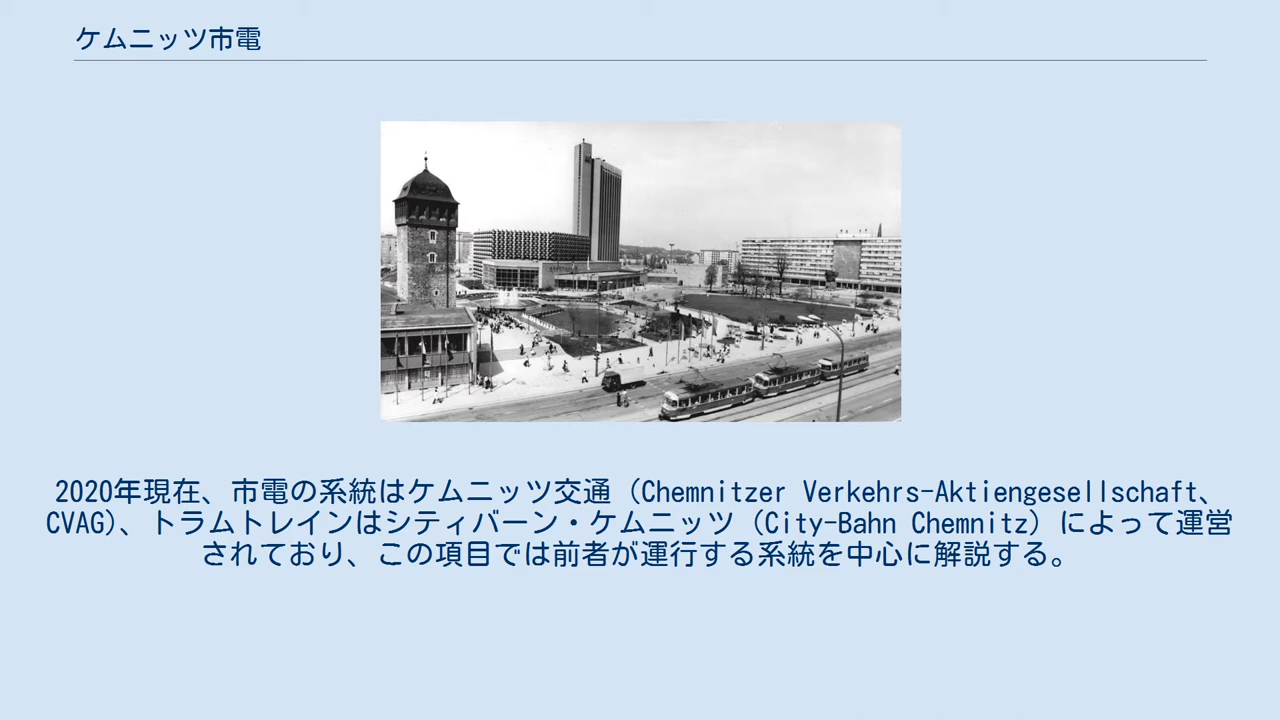 ケムニッツ市電
2020年現在、市電の系統はケムニッツ交通（Chemnitzer Verkehrs-Aktiengesellschaft、
CVAG)、トラムトレインはシティバーン・ケムニッツ（City-Bahn Chemnitz）によって運営
されており、この項目では前者が運行する系統を中心に解説する。